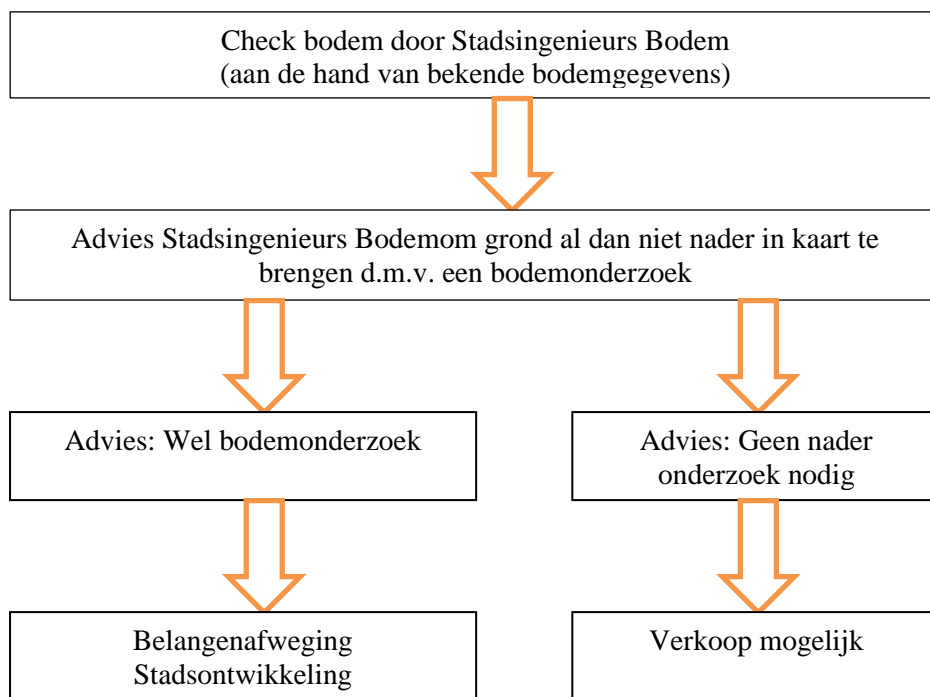 Check bodem door Stadsingenieurs Bodem
(aan de hand van bekende bodemgegevens)
Advies Stadsingenieurs Bodemom grond al dan niet nader in kaart te
brengen d.m.v. een bodemonderzoek
Advies: Wel bodemonderzoek
Advies: Geen nader
onderzoek nodig
Belangenafweging
Stadsontwikkeling
Verkoop mogelijk